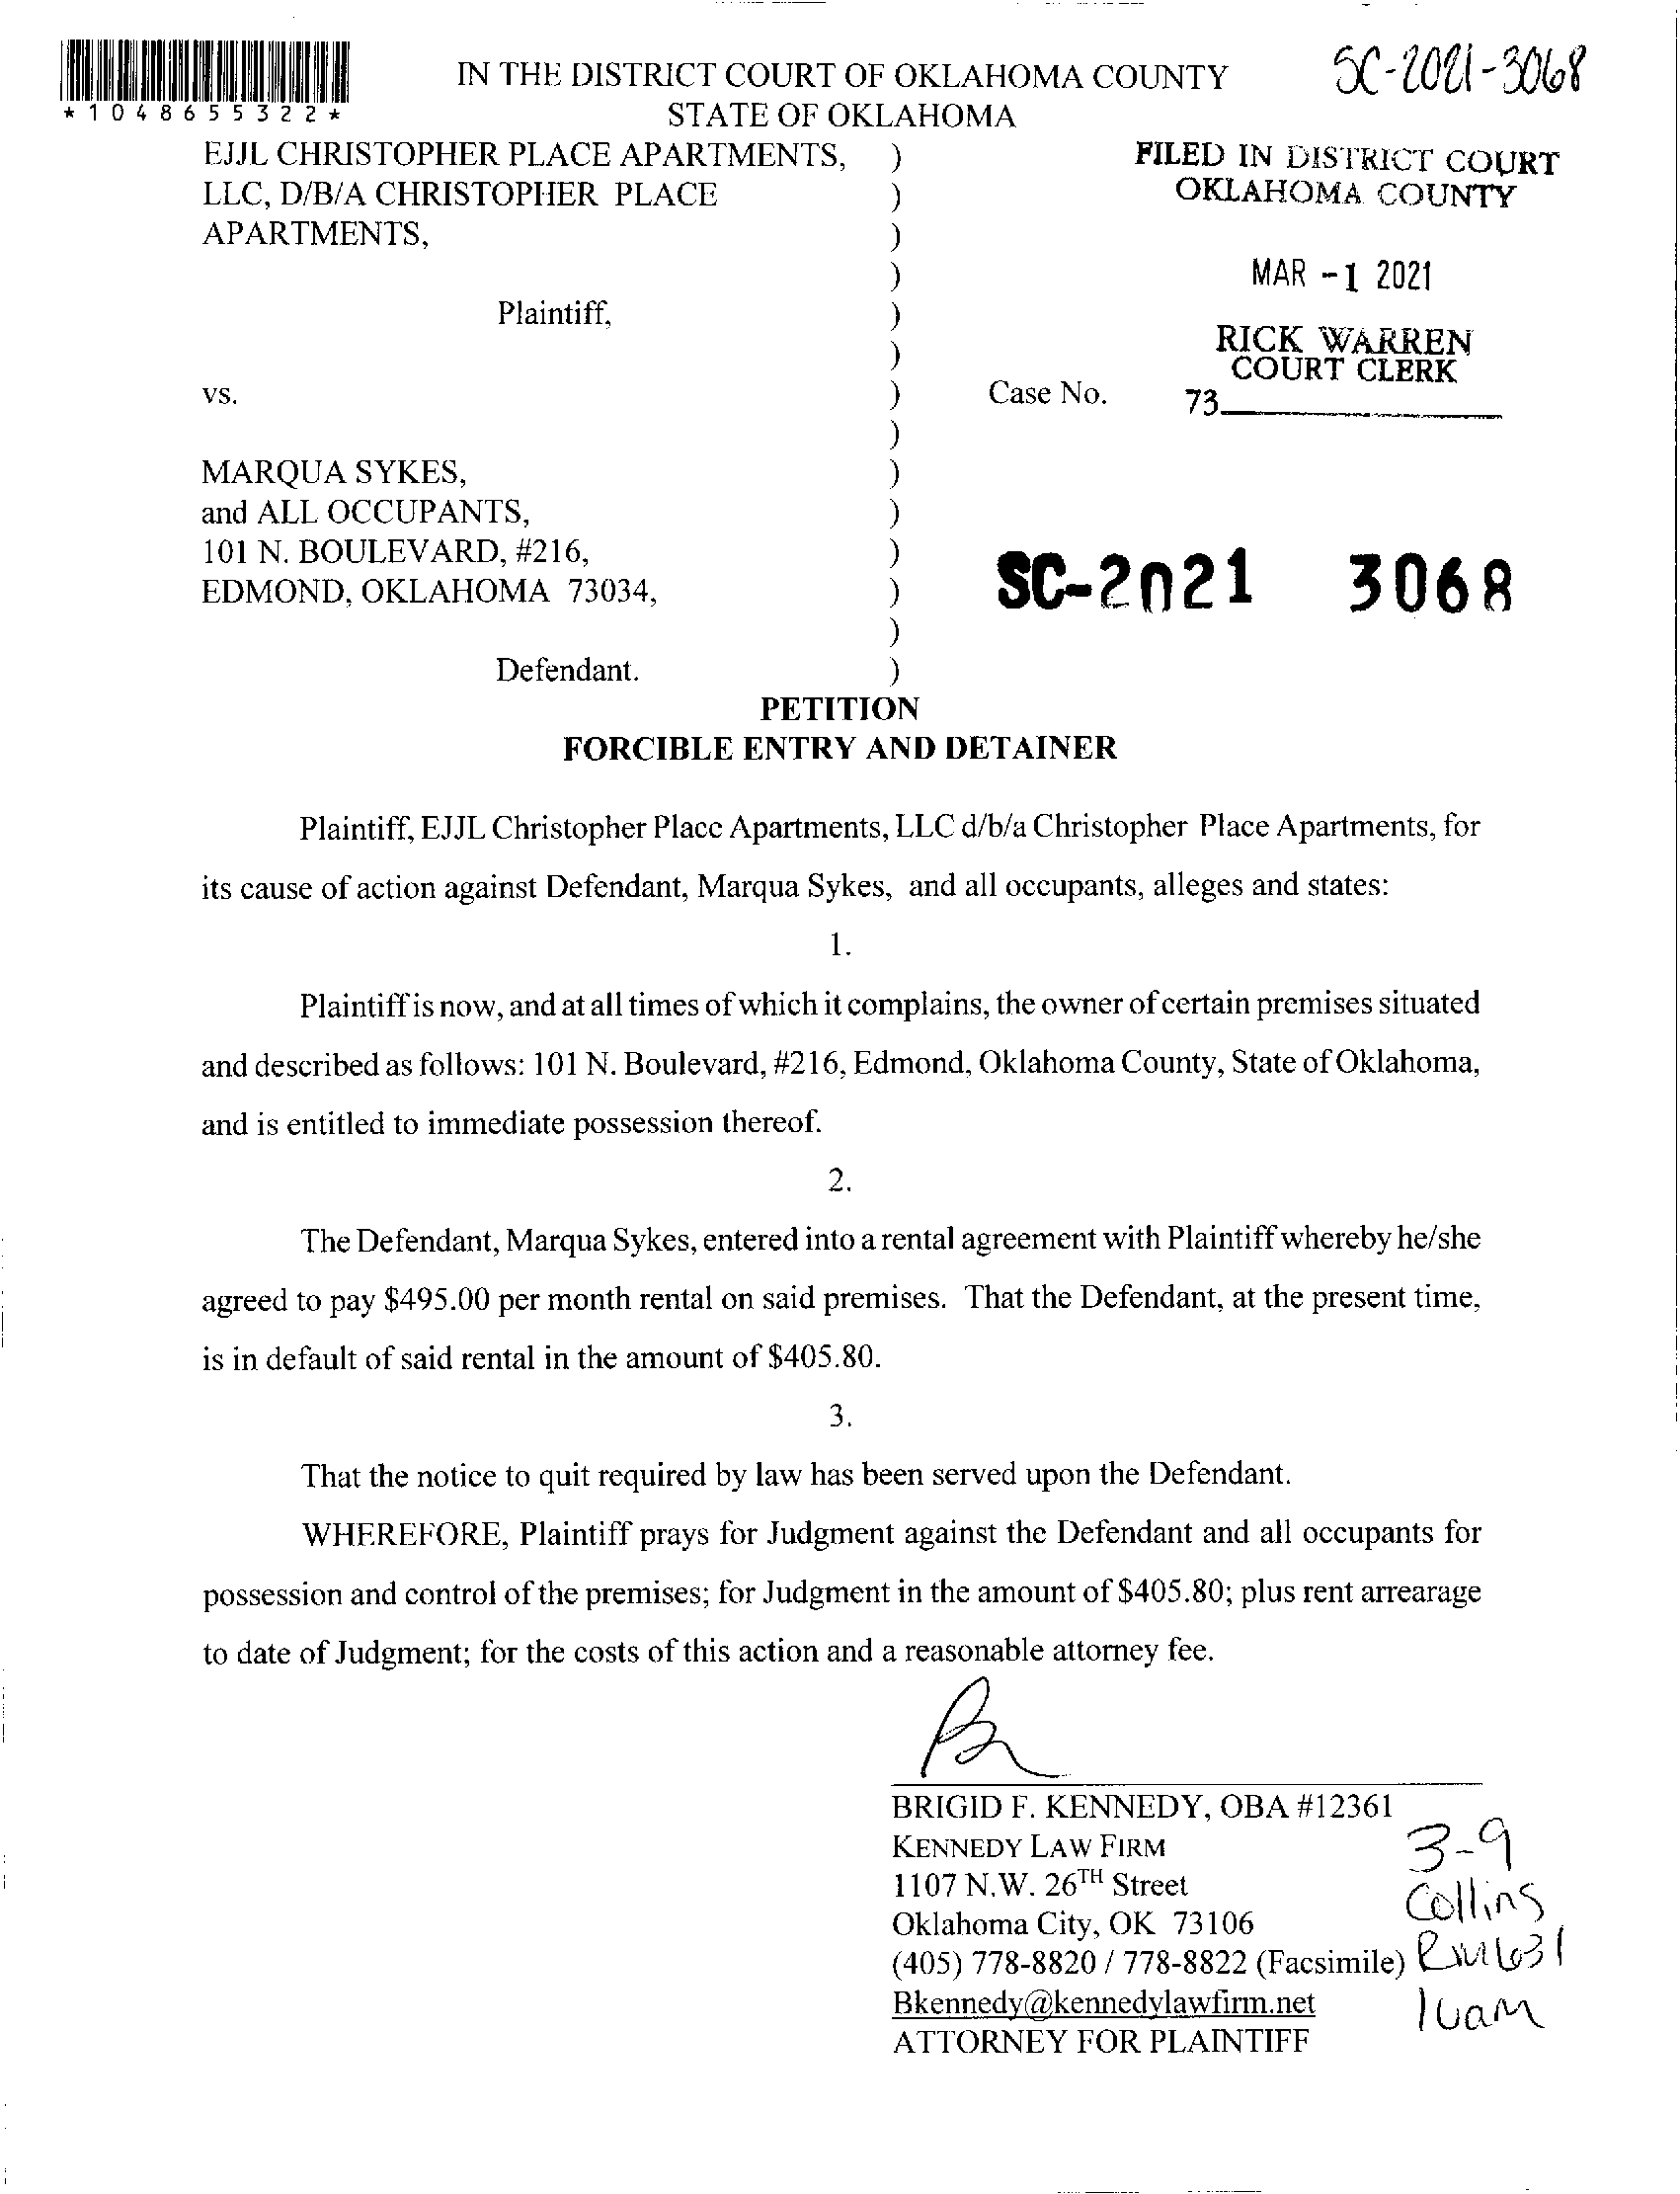 *1048655322*
IN THE DISTRICT COURT OF OKLAHOMA COUNTY
STATE OF OKLAHOMA
SC-2021-3068
EJJL CHRISTOPHER PLACE APARTMENTS, )
LLC, D/B/A CHRISTOPHER PLACE )
APARTMENTS, )
)
Plaintiff, )
)
vs. )
)
MARQUA SYKES, )
and ALL OCCUPANTS, )
101 N. BOULEVARD, #216, )
EDMOND, OKLAHOMA 73034, )
)
Defendant. )
FILED IN DISTRICT COURT
OKLAHOMA COUNTY
MAR -1 2021
RICK WARREN
COURT CLERK
Case No. 73
SC-2021 3068
PETITION
FORCIBLE ENTRY AND DETAINER
Plaintiff, EJJL Christopher Place Apartments, LLC d/b/a Christopher Place Apartments, for
its cause of action against Defendant, Marqua Sykes, and all occupants, alleges and states:
1.
Plaintiff is now, and at all times of which it complains, the owner of certain premises situated
and described as follows: 101 N. Boulevard, #216, Edmond, Oklahoma County, State of Oklahoma,
and is entitled to immediate possession thereof.
2.
The Defendant, Marqua Sykes, entered into a rental agreement with Plaintiff whereby he/she
agreed to pay $495.00 per month rental on said premises. That the Defendant, at the present time,
is in default of said rental in the amount of $405.80.
3.
That the notice to quit required by law has been served upon the Defendant.
WHEREFORE, Plaintiff prays for Judgment against the Defendant and all occupants for
possession and control of the premises; for Judgment in the amount of $405.80; plus rent arrearage
to date of Judgment; for the costs of this action and a reasonable attorney fee.
BRIGID F. KENNEDY, OBA #12361
KENNEDY LAW FIRM
1107 N.W. 26TH Street
Oklahoma City, OK 73106
(405) 778-8820 / 778-8822 (Facsimile)
Bkennedy@kennedylawfirm.net
ATTORNEY FOR PLAINTIFF
3-9
Collins